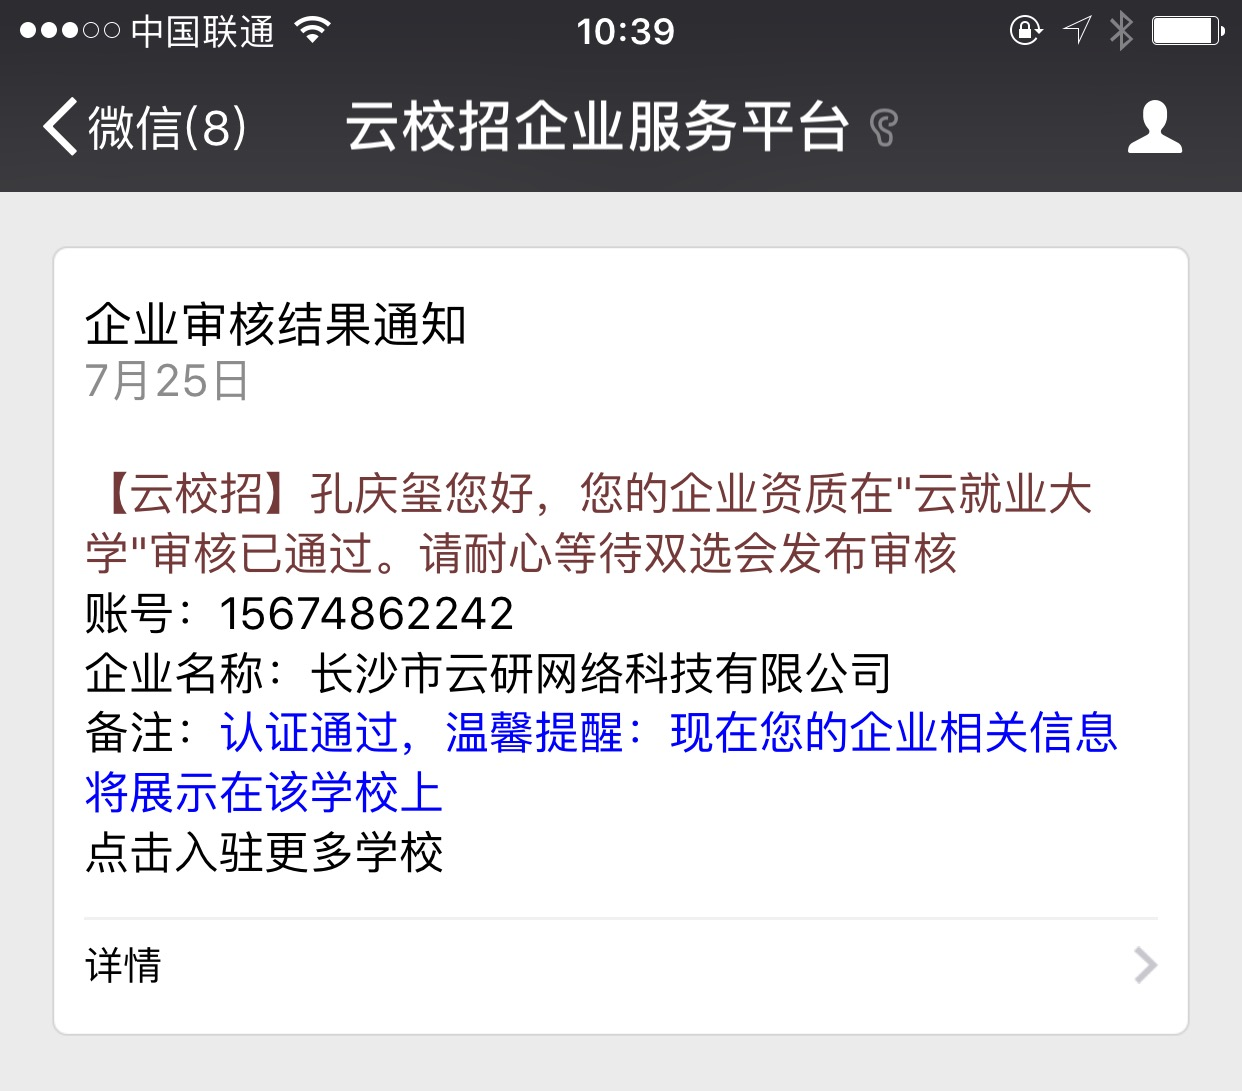 中国联通
10:39
微信(8)
云校招企业服务平台
企业审核结果通知
7月25日
【云校招】孔庆玺您好，您的企业资质在"云就业大
学"审核已通过。请耐心等待双选会发布审核
账号：15674862242
企业名称：长沙市云研网络科技有限公司
备注：认证通过，温馨提醒：现在您的企业相关信息
将展示在该学校上
点击入驻更多学校
详情